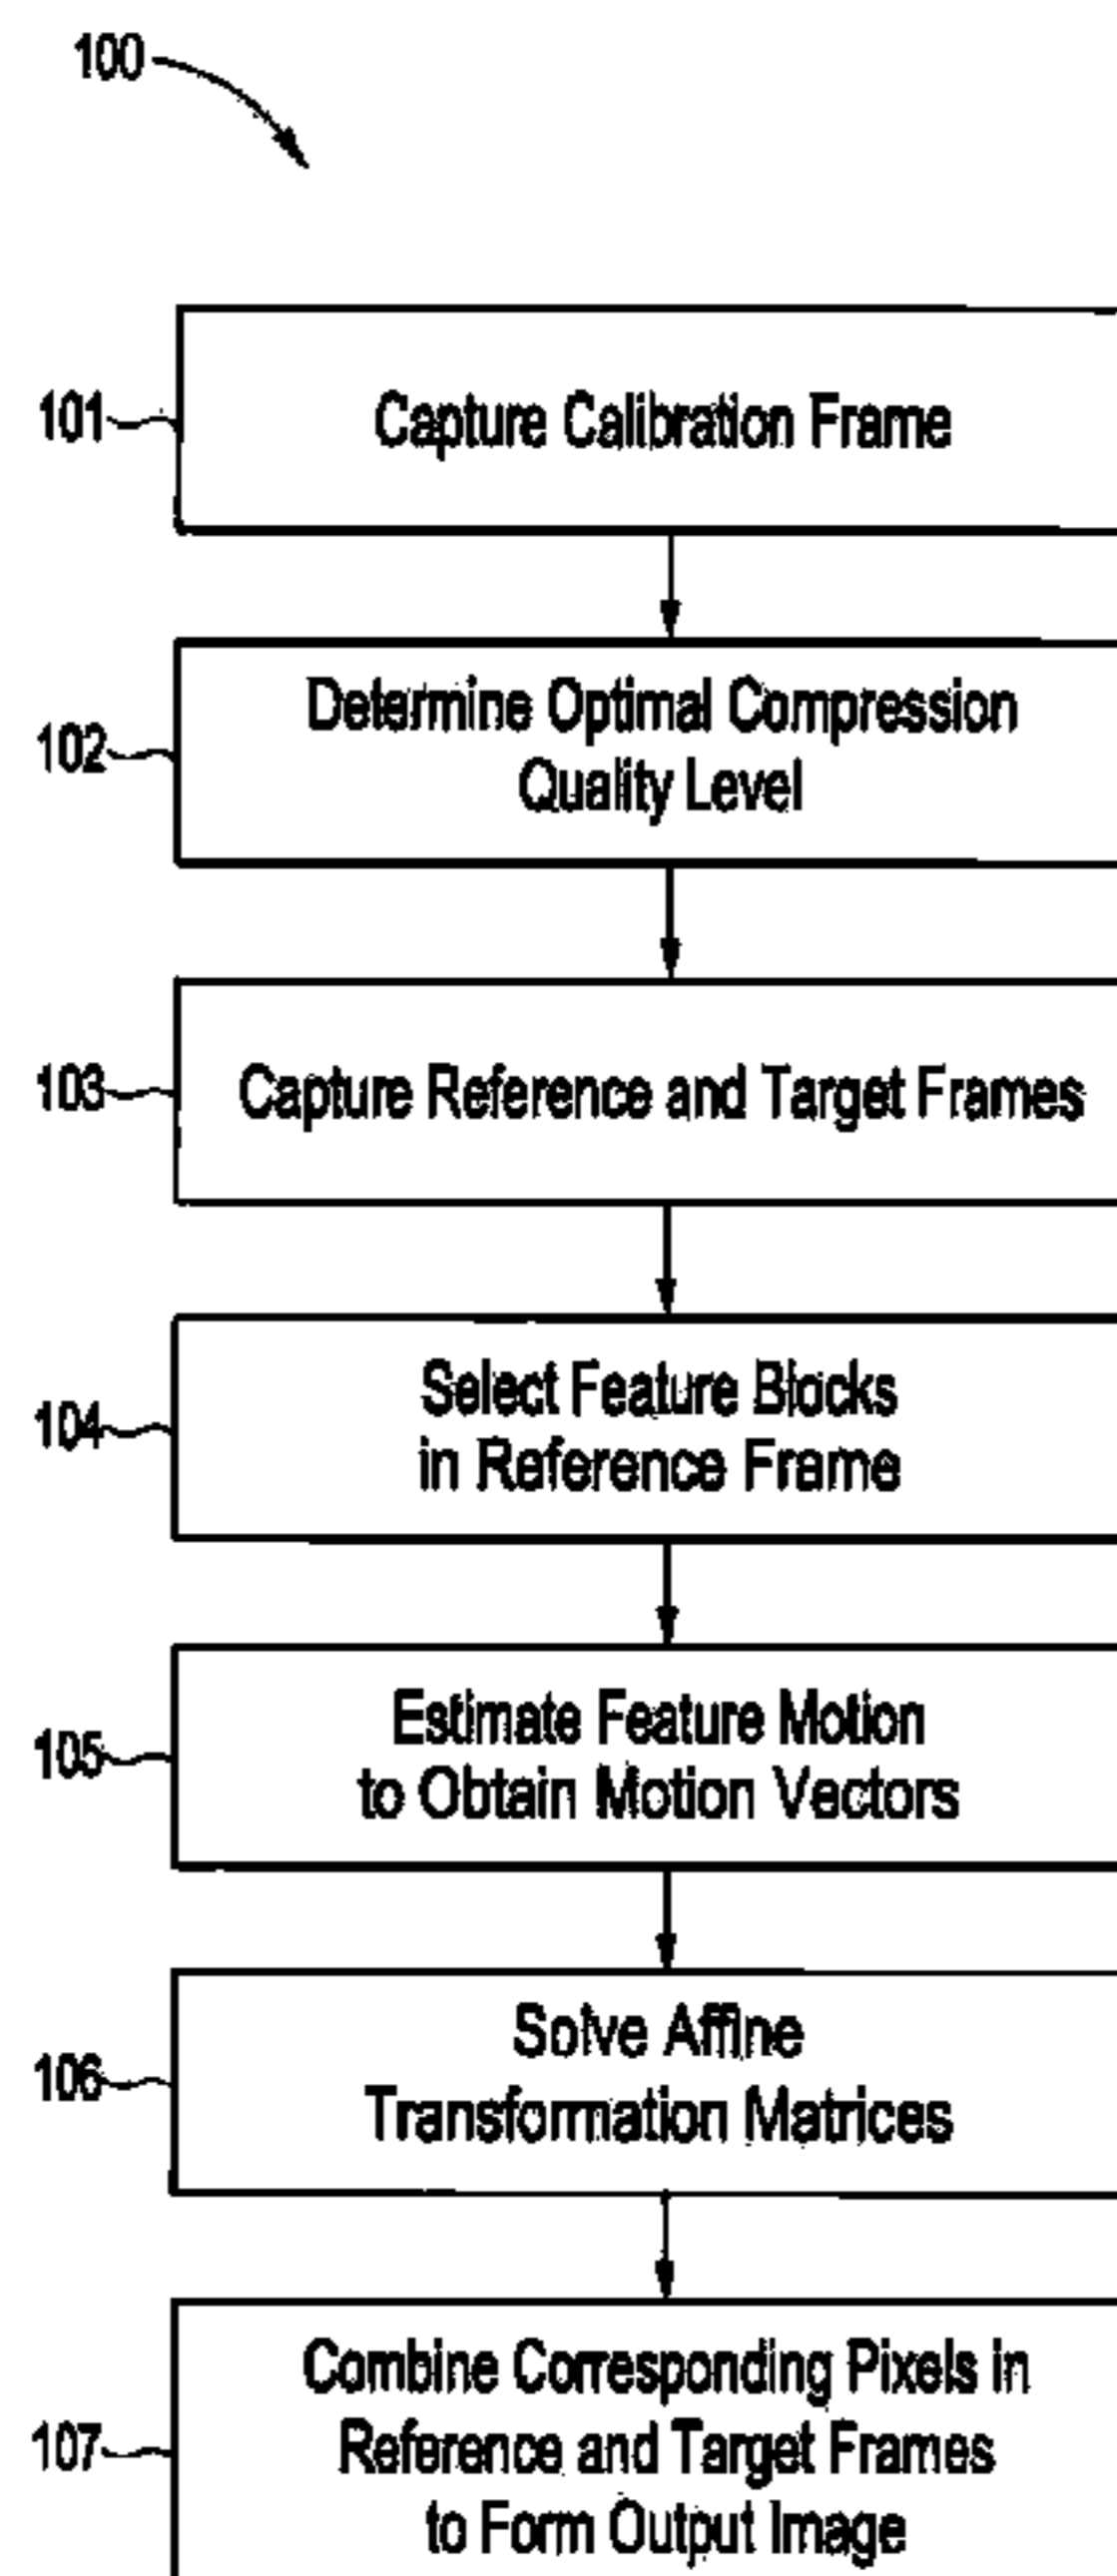 100
101
Capture Calibration Frame
102
Determine Optimal Compression
Quality Level
103
Capture Reference and Target Frames
104
Select Feature Blocks
in Reference Frame
105
Estimate Feature Motion
to Obtain Motion Vectors
106
Solve Affine
Transformation Matrices
107
Combine Corresponding Pixels in
Reference and Target Frames
to Form Output Image